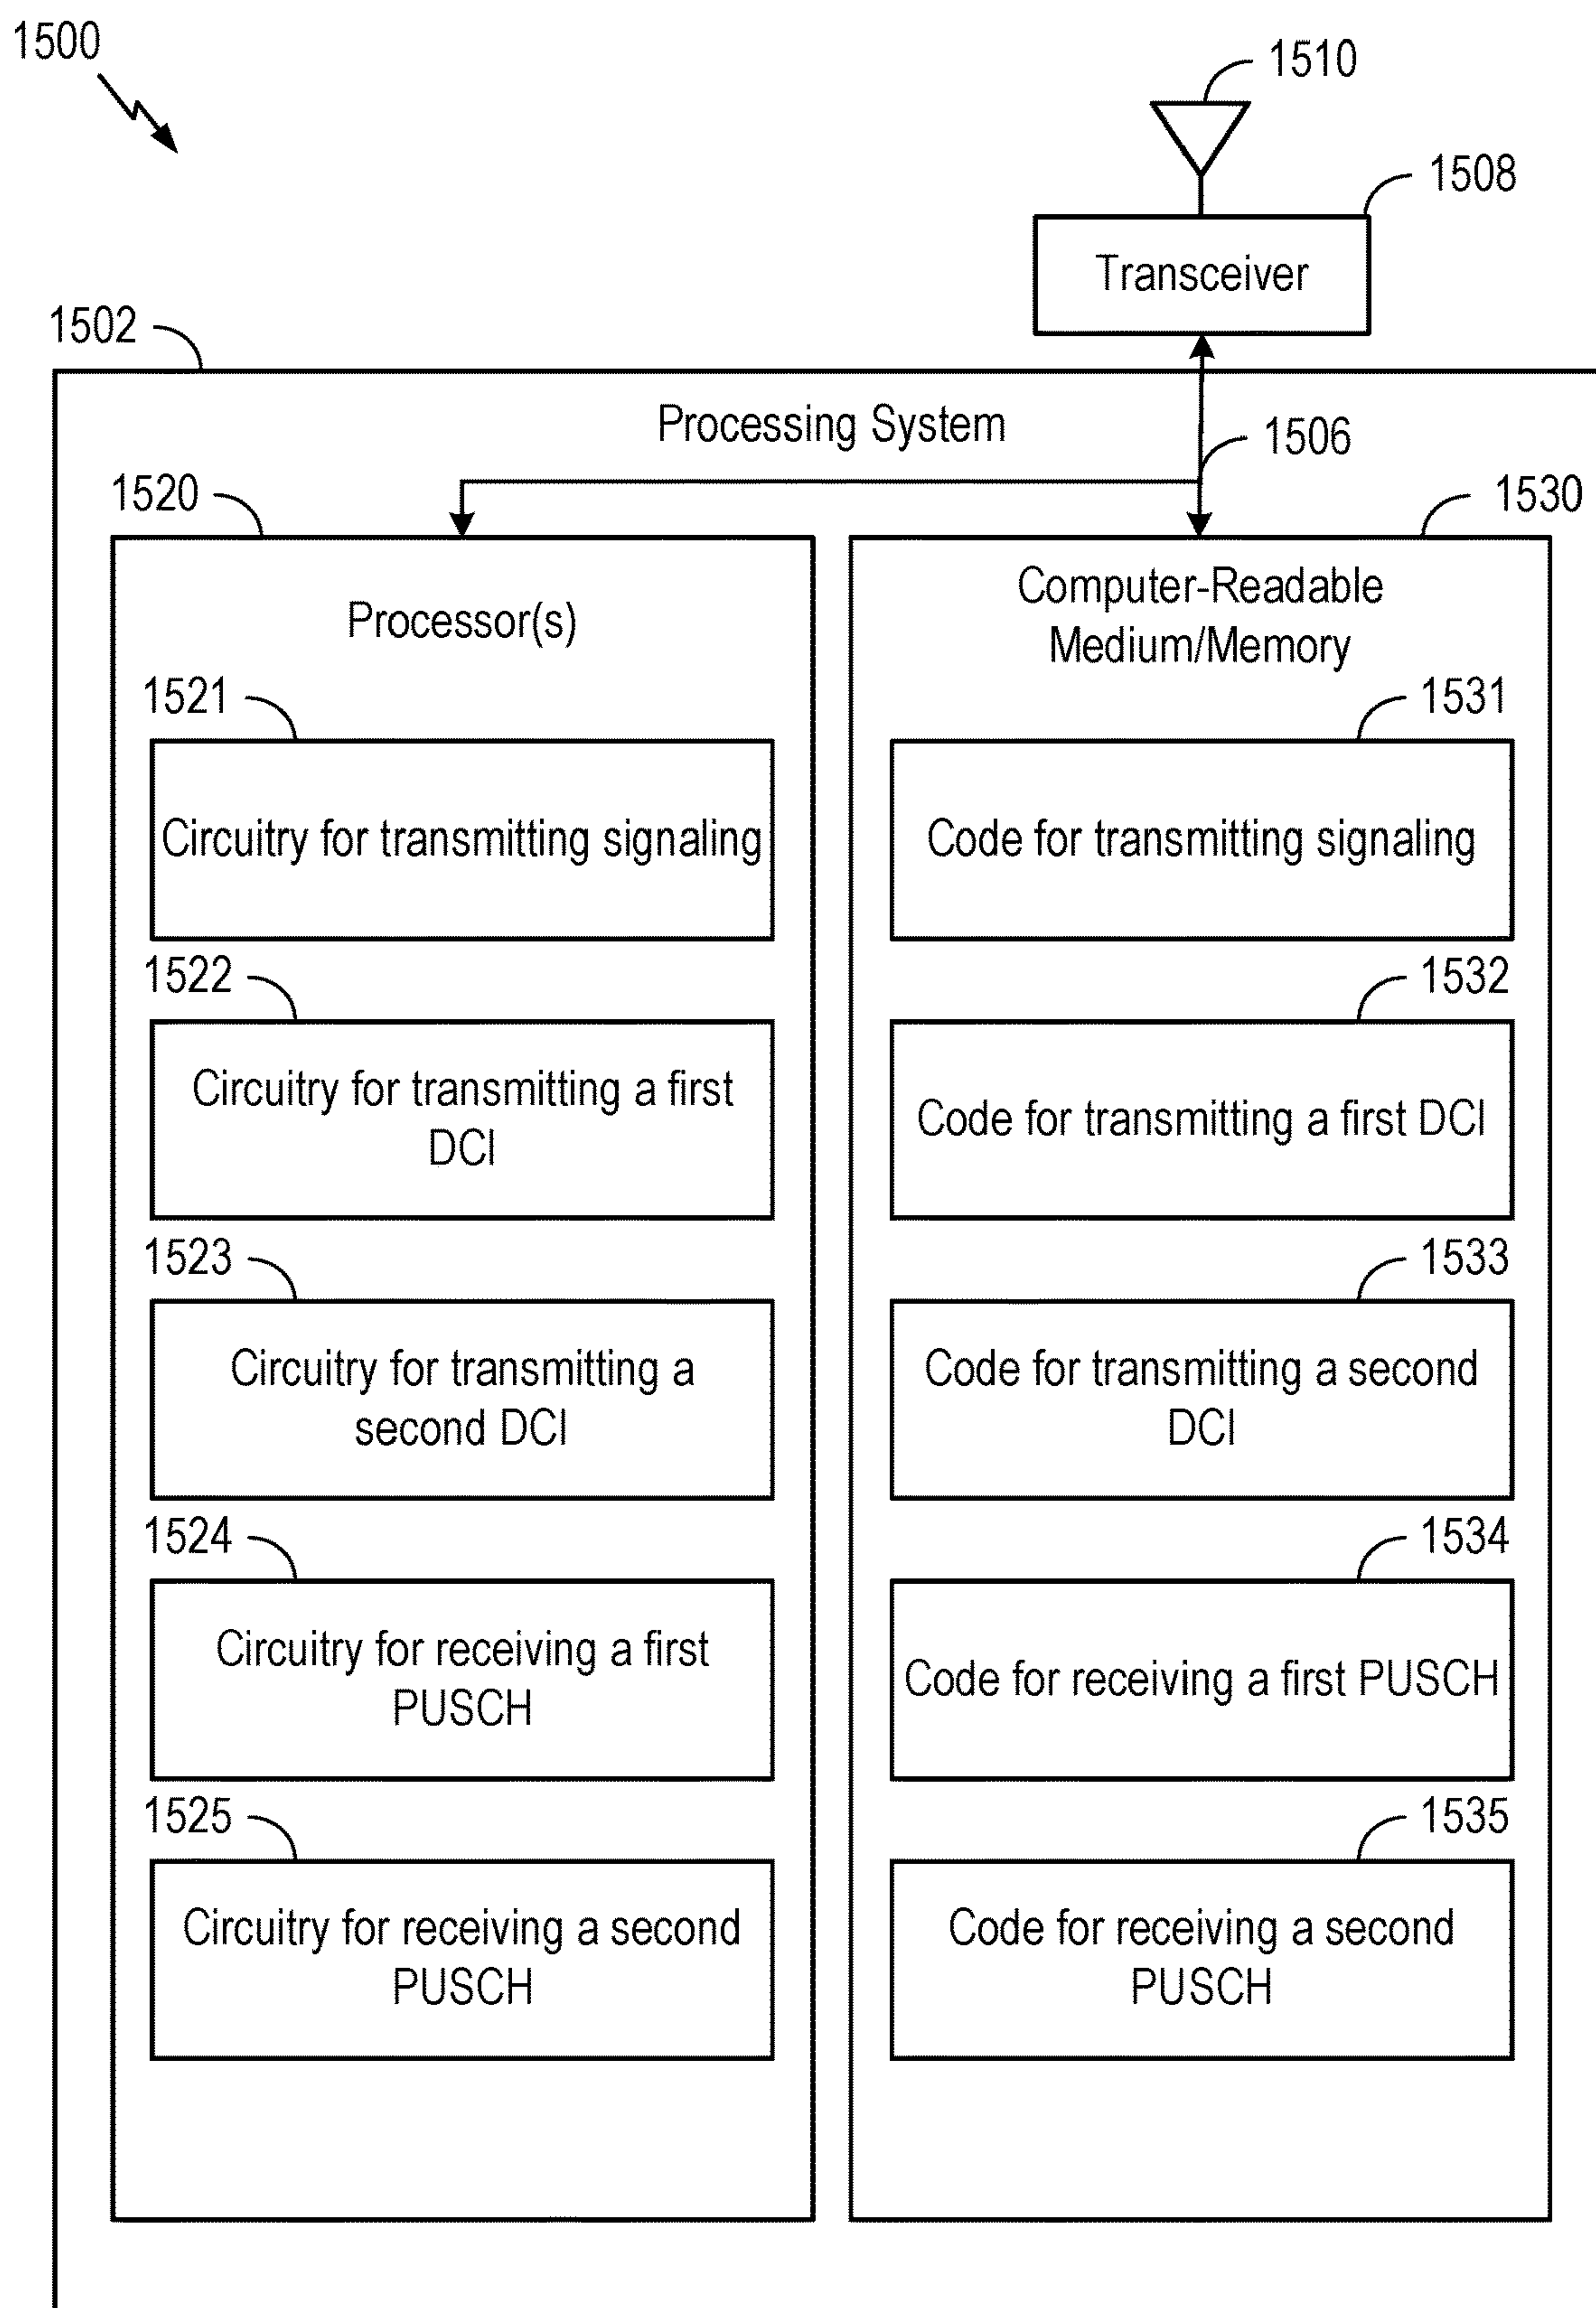 1500
1510
1508
Transceiver
1502
Processing System
1506
1520
1530
Processor(s)
Computer-Readable
Medium/Memory
1521
1531
Circuitry for transmitting signaling
Code for transmitting signaling
1522
1532
Circuitry for transmitting a first
DCI
Code for transmitting a first DCI
1523
1533
Circuitry for transmitting a
second DCI
Code for transmitting a second
DCI
1524
1534
Circuitry for receiving a first
PUSCH
Code for receiving a first PUSCH
1525
1535
Circuitry for receiving a second
PUSCH
Code for receiving a second
PUSCH